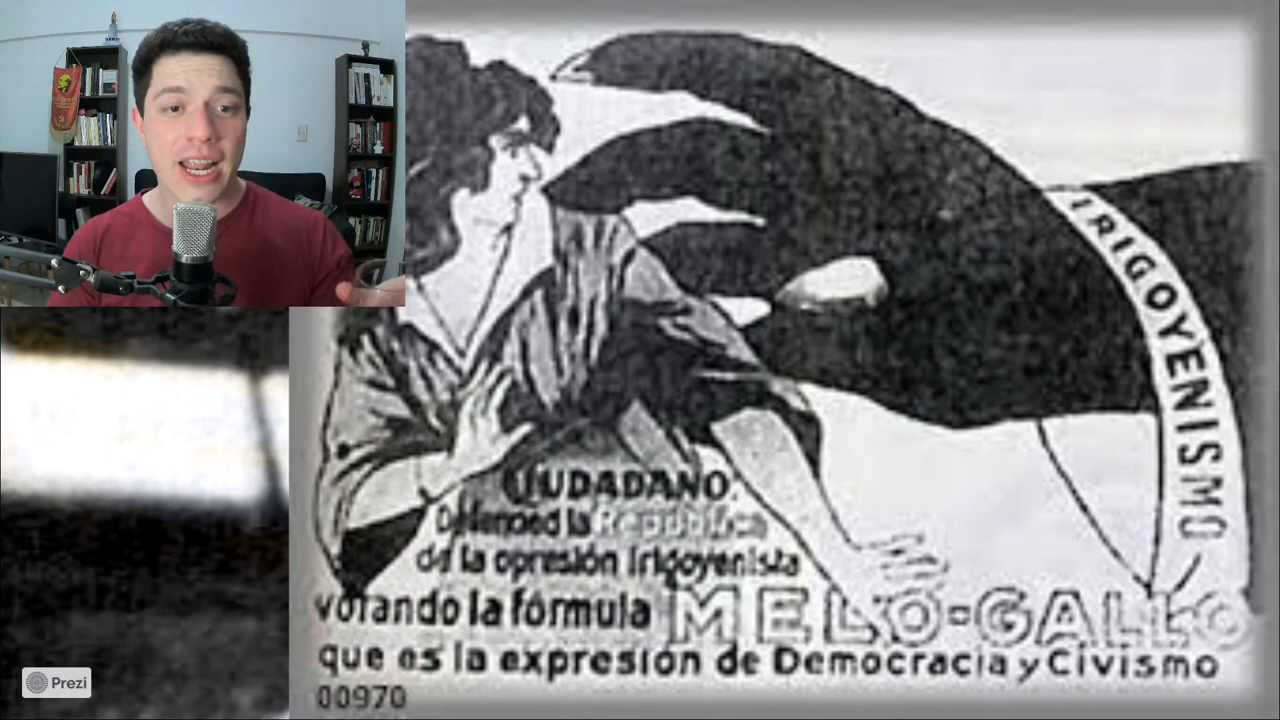 IRIGOYENISMO
CIUDADANO.
Defended la República
de la opresión irigoyenista
votando la fórmula MELO-GALLO
que es la expresión de Democracia y Civismo
00970
Prezi